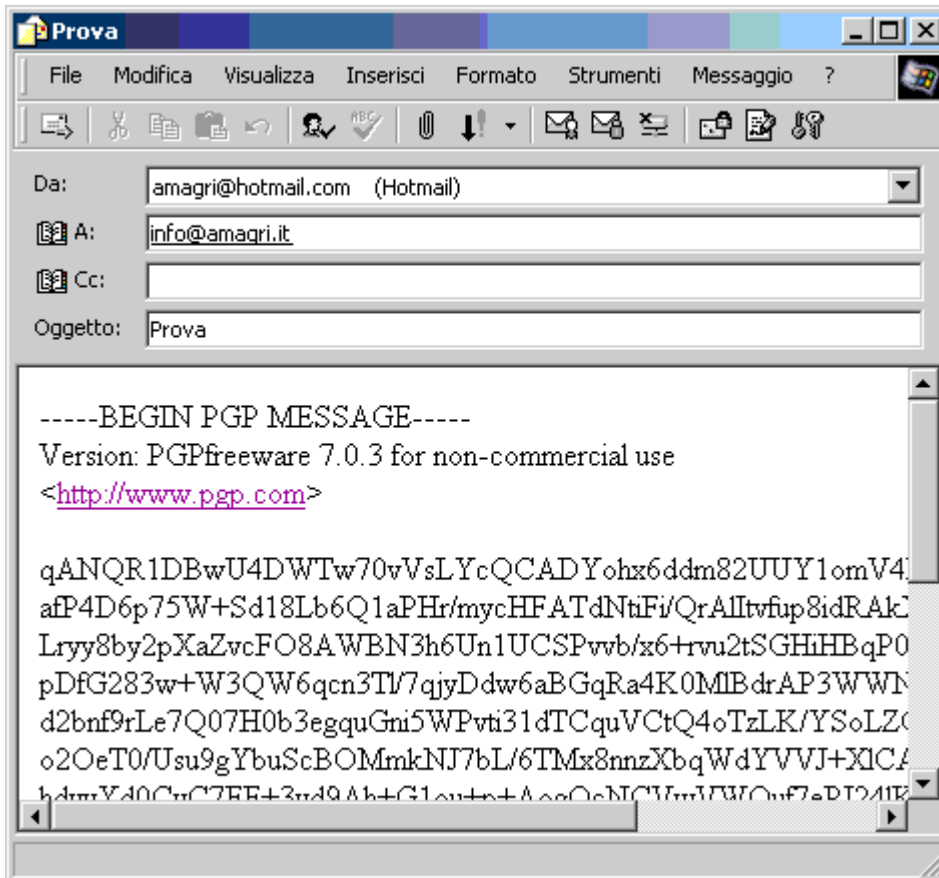 Prova
File Modifica Visualizza Inserisci Formato Strumenti Messaggio ?
ABC
Da: amagri@hotmail.com (Hotmail)
A: info@amagri.it
Cc:
Oggetto: Prova
-----BEGIN PGP MESSAGE-----
Version: PGPfreeware 7.0.3 for non-commercial use
<http://www.pgp.com>
qANQR1DBwU4DWTw70vVsLYcQCADYohx6ddm82UUY1omV4
afP4D6p75W+Sd18Lb6Q1aPHr/mycHFATdNtiFi/QrAlItvfup8idRAk
Lryy8by2pXaZvcFO8AWBN3h6Un1UCSPvvb/x6+rvu2tSGHiHBqP0
pDfG283w+W3QW6qcn3Tl/7qjyDdw6aBGqRa4K0MlBdrAP3WWN
d2bnf9rLe7Q07H0b3egquGni5WPvti31dTCquVCtQ4oTzLK/YSoLZ
o2OeT0/Usu9gYbuScBOMmkNJ7bL/6TMx8nnzXbqWdYVVJ+XlCA